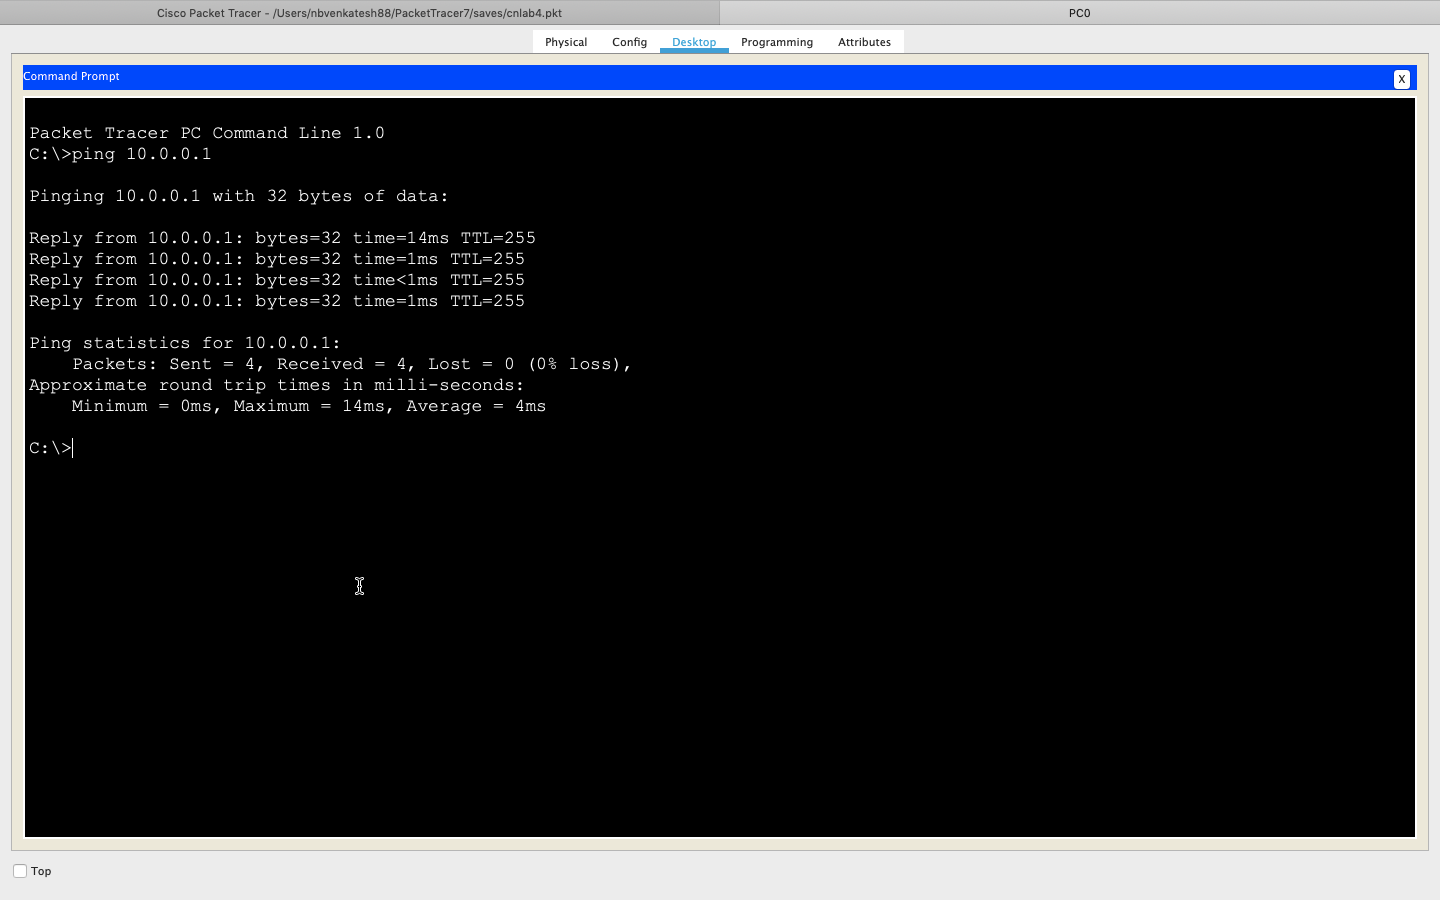 Cisco Packet Tracer - /Users/nbvenkatesh88/PacketTracer7/saves/cnlab4.pkt
PC0
Physical Config Desktop Programming Attributes
Command Prompt
X
Packet Tracer PC Command Line 1.0
C:\>ping 10.0.0.1
Pinging 10.0.0.1 with 32 bytes of data:
Reply from 10.0.0.1: bytes=32 time=14ms TTL=255
Reply from 10.0.0.1: bytes=32 time=1ms TTL=255
Reply from 10.0.0.1: bytes=32 time<1ms TTL=255
Reply from 10.0.0.1: bytes=32 time=1ms TTL=255
Ping statistics for 10.0.0.1:
    Packets: Sent = 4, Received = 4, Lost = 0 (0% loss),
Approximate round trip times in milli-seconds:
    Minimum = 0ms, Maximum = 14ms, Average = 4ms
C:\>
Top